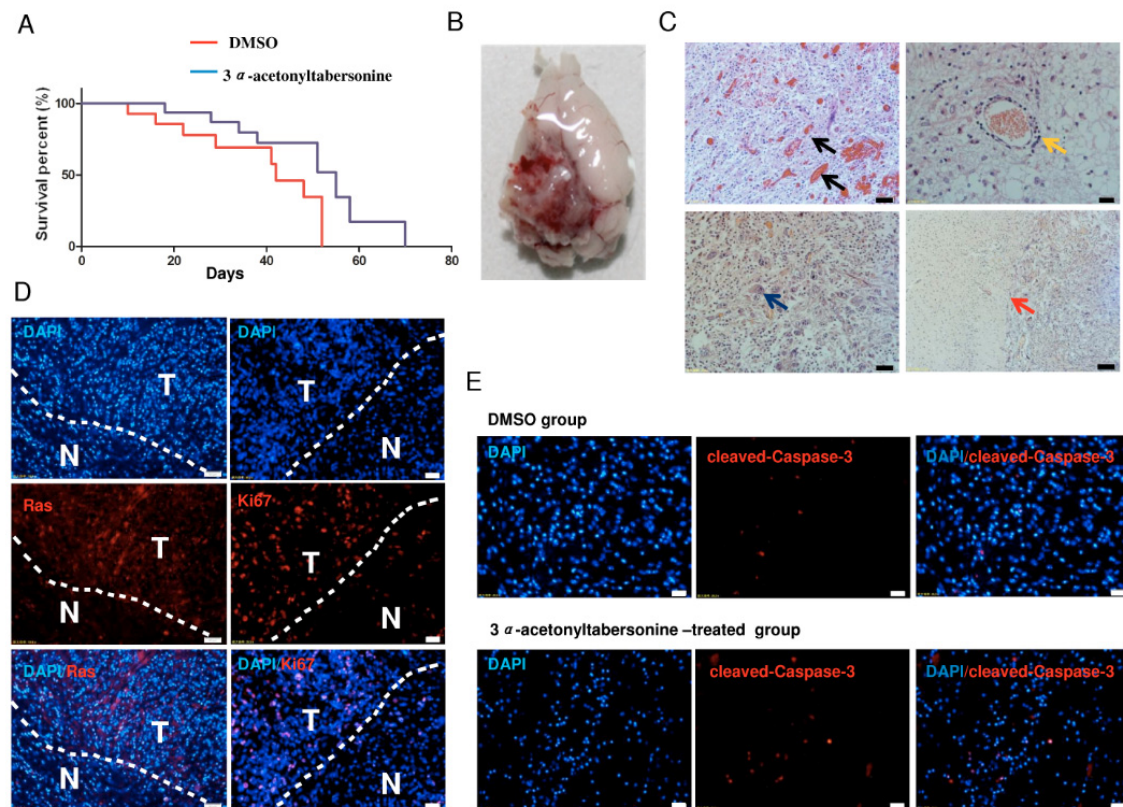 A
DMSO
3 α-acetonyltabersonine
Survival percent (%)
100
50
0
0
20
40
60
80
Days
B
C
D
DAPI
T
N
DAPI
T
N
Ras
T
N
Ki67
T
N
DAPI/Ras
T
N
DAPI/Ki67
T
N
E
DMSO group
DAPI
cleaved-Caspase-3
DAPI/cleaved-Caspase-3
3 α-acetonyltabersonine –treated group
DAPI
cleaved-Caspase-3
DAPI/cleaved-Caspase-3